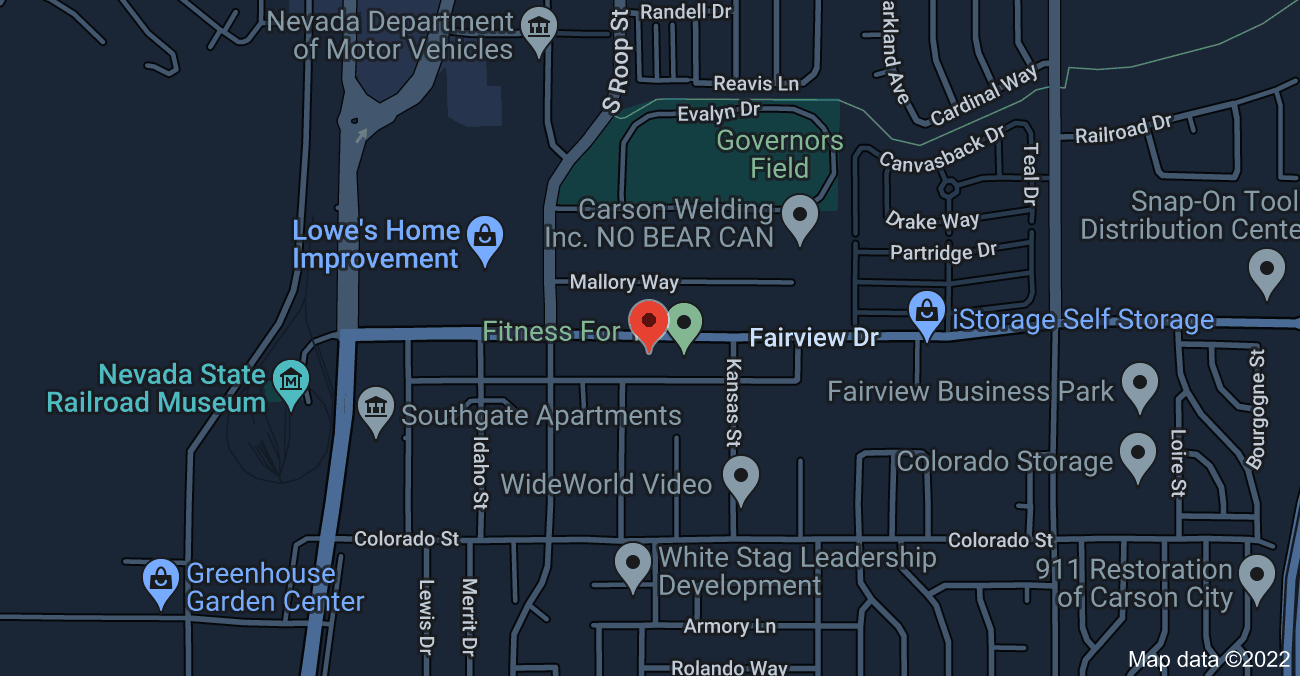 Nevada Department
of Motor Vehicles
S Rood St
Randell Dr
Reavis Ln
Evalyn Dr
Governors
Field
arkland Ave
Cardinal Way
Canvasback Dr
Teal Dr
Railroad Dr
Drake Way
Partridge Dr
Snap-On Tool
Distribution Cente
Carson Welding
Inc. NO BEAR CAN
Lowe's Home
Improvement
Mallory Way
Fitness For
Fairview Dr
iStorage Self Storage
Nevada State
Railroad Museum
Southgate Apartments
Kansas St
Fairview Business Park
Bourgogne St
Idaho St
WideWorld Video
Colorado Storage
Loire St
Colorado St
Colorado St
White Stag Leadership
Development
911 Restoration
of Carson City
Greenhouse
Garden Center
Lewis Dr
Merrit Dr
Armory Ln
Rolando Way
Map data ©2022